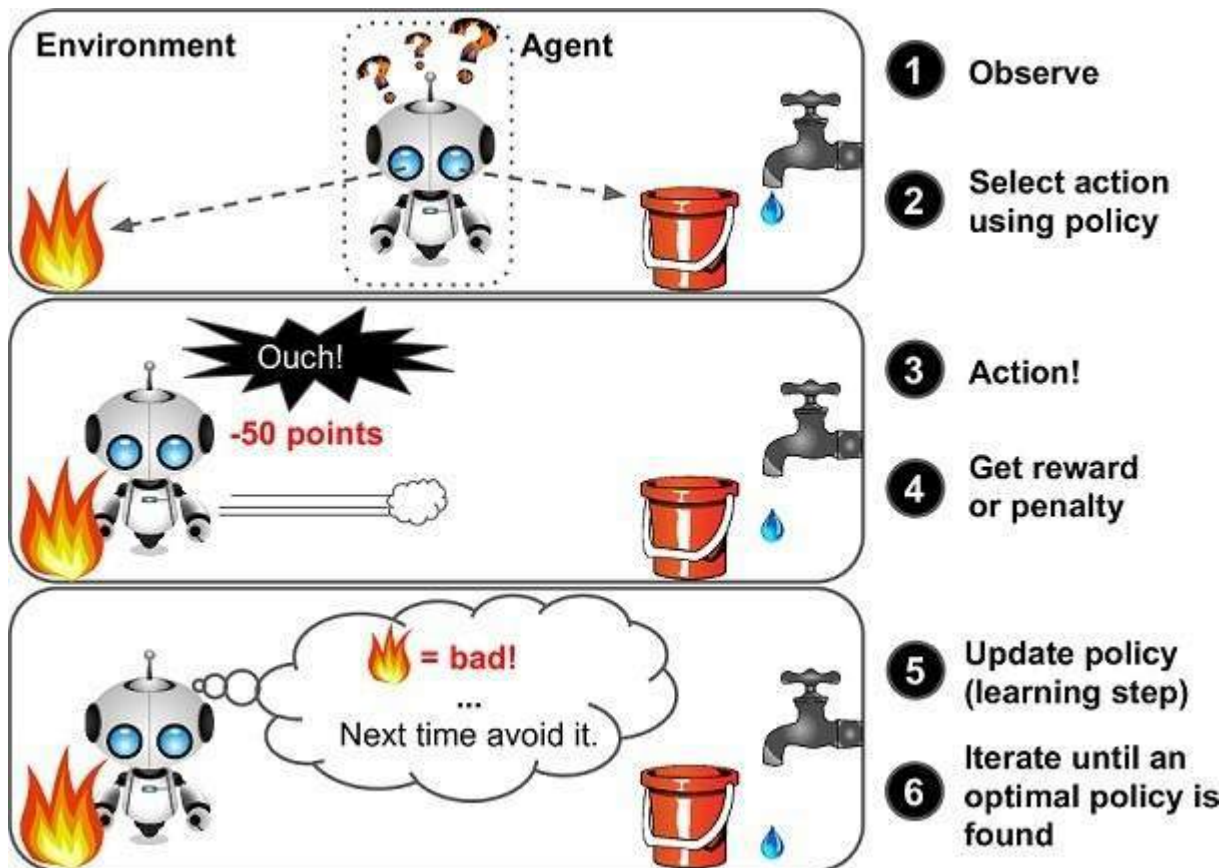 Environment
Agent
? ? ?
1 Observe
2 Select action
using policy
Ouch!
-50 points
3 Action!
4 Get reward
or penalty
= bad!
...
Next time avoid it.
5 Update policy
(learning step)
6 Iterate until an
optimal policy is
found